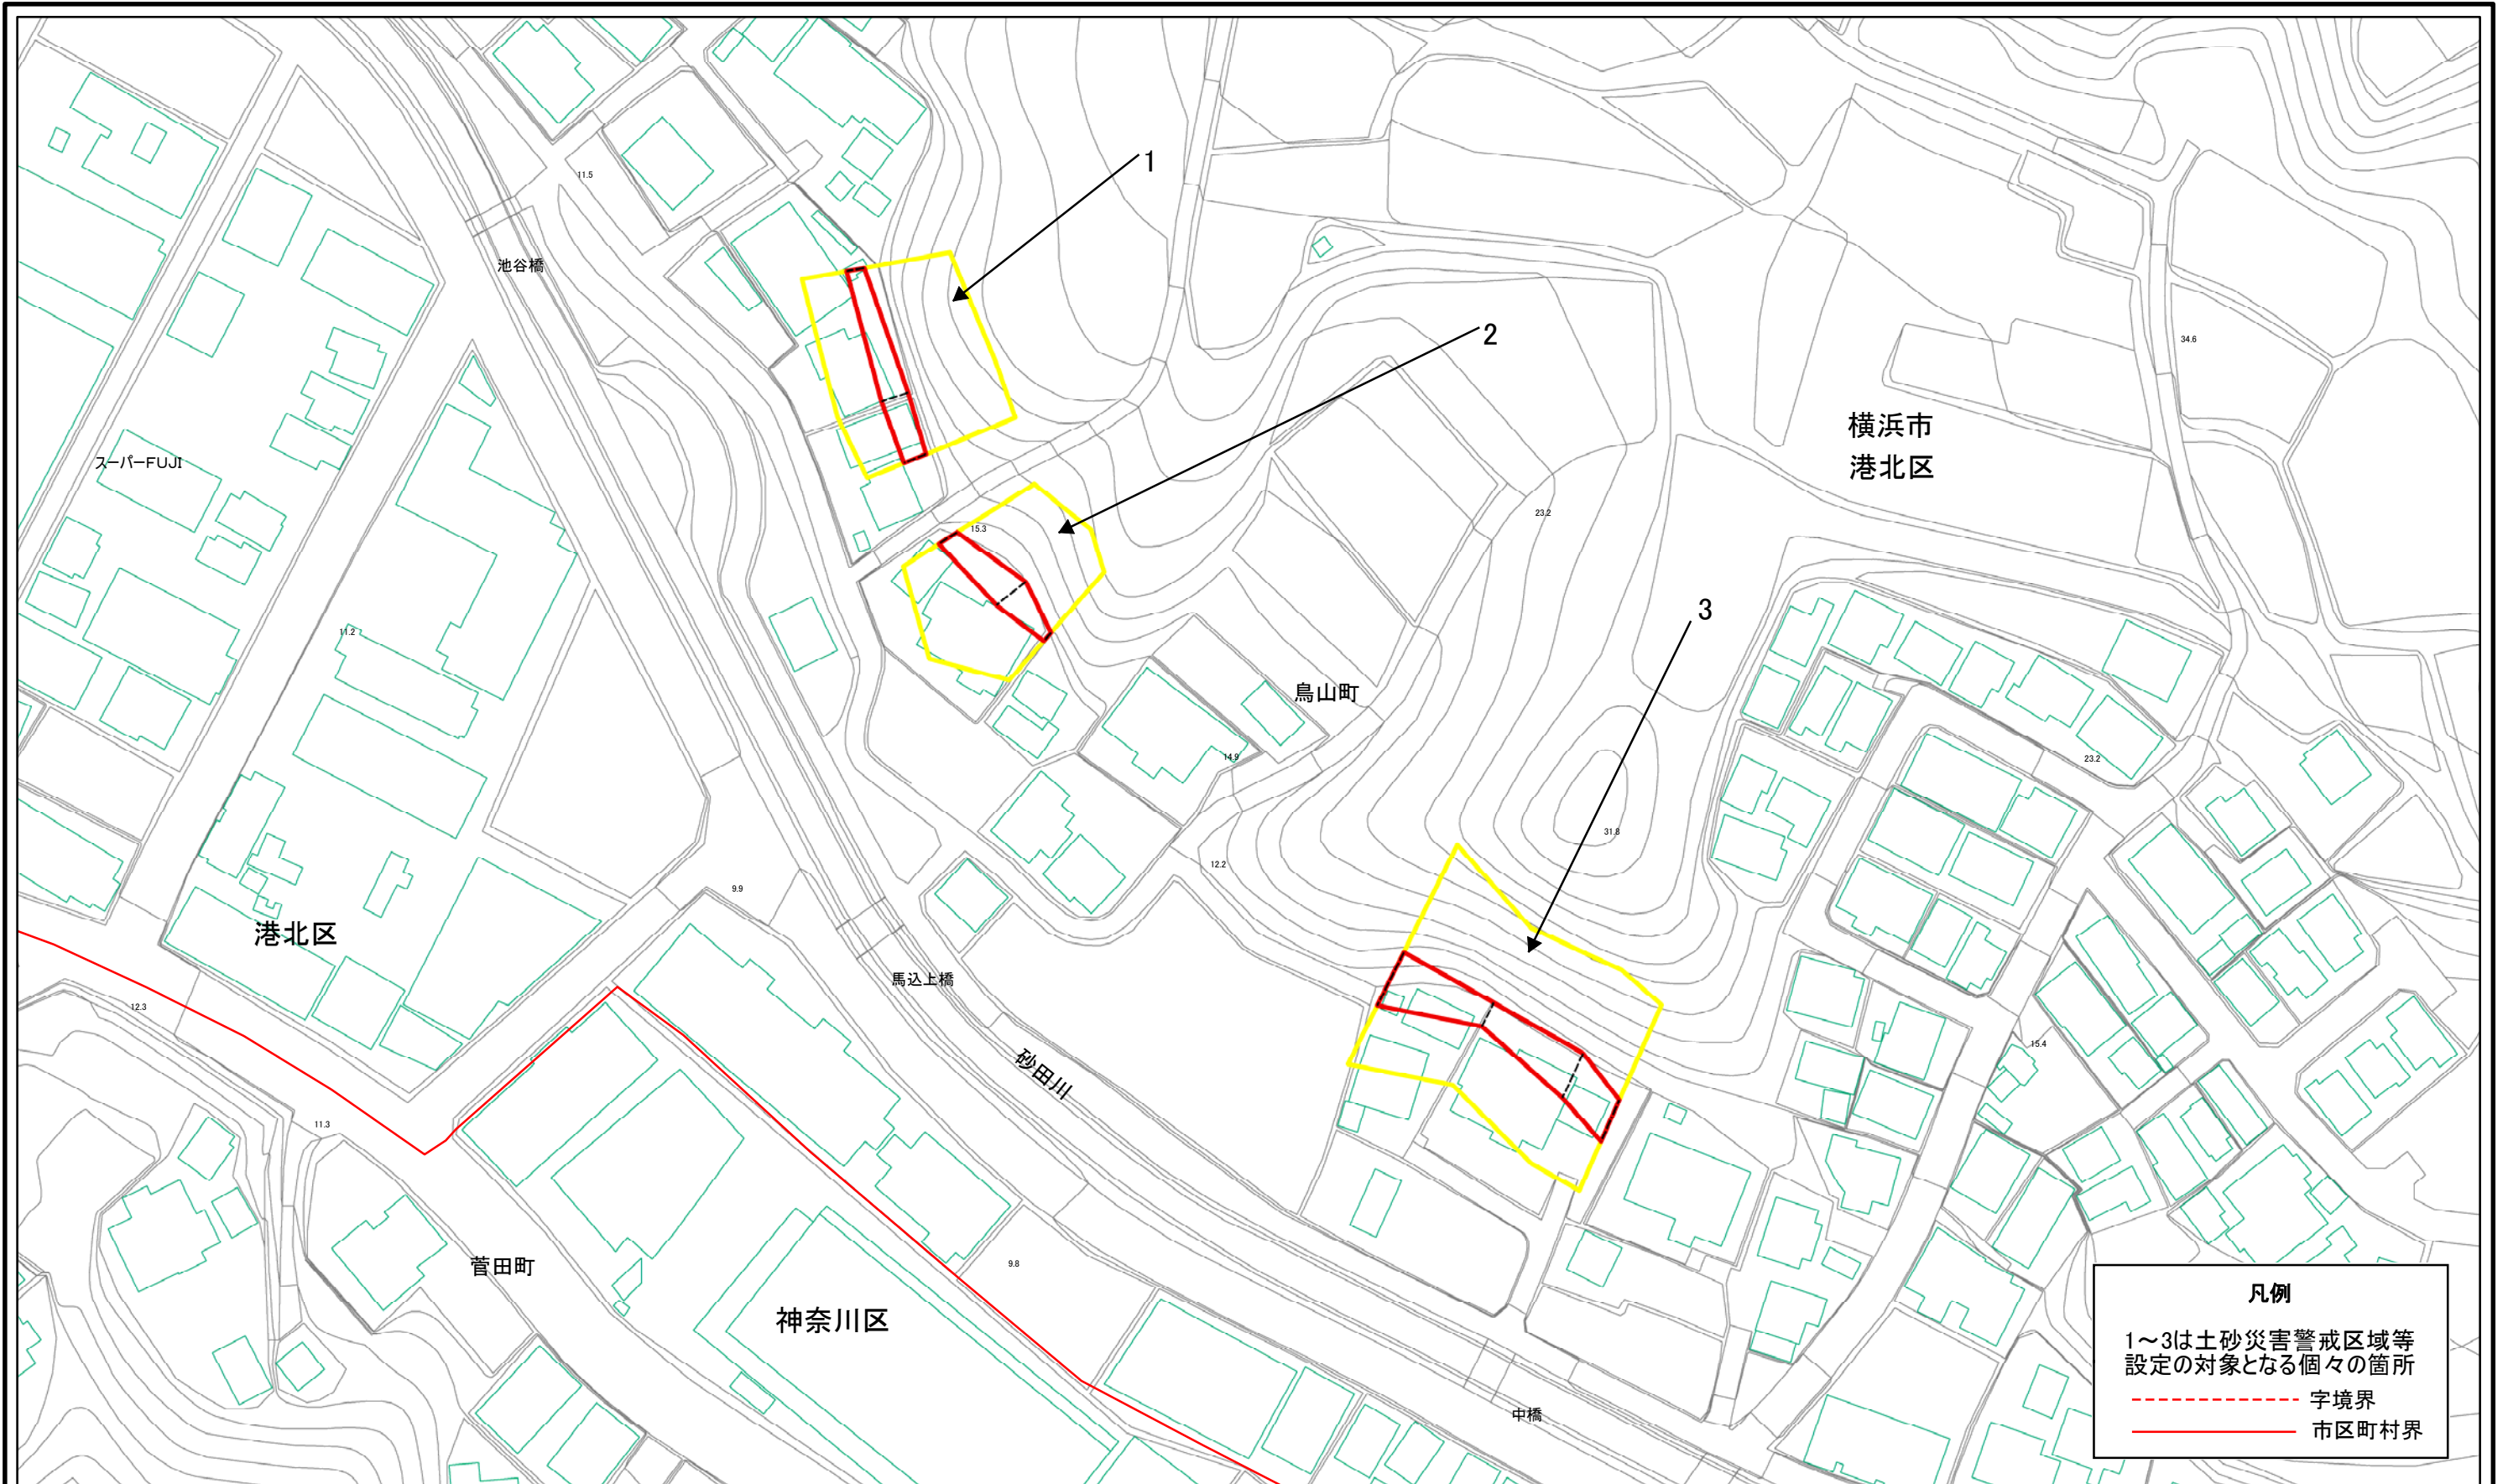 1
11.5
池谷橋
2
34.6
横浜市
港北区
スーパーFUJI
23.2
15.3
3
11.2
鳥山町
14.9
23.2
31.8
12.2
9.9
港北区
馬込上橋
12.3
15.4
砂田川
11.3
菅田町
9.8
神奈川区
中橋
凡例
1～3は土砂災害警戒区域等
設定の対象となる個々の箇所
字境界
市区町村界